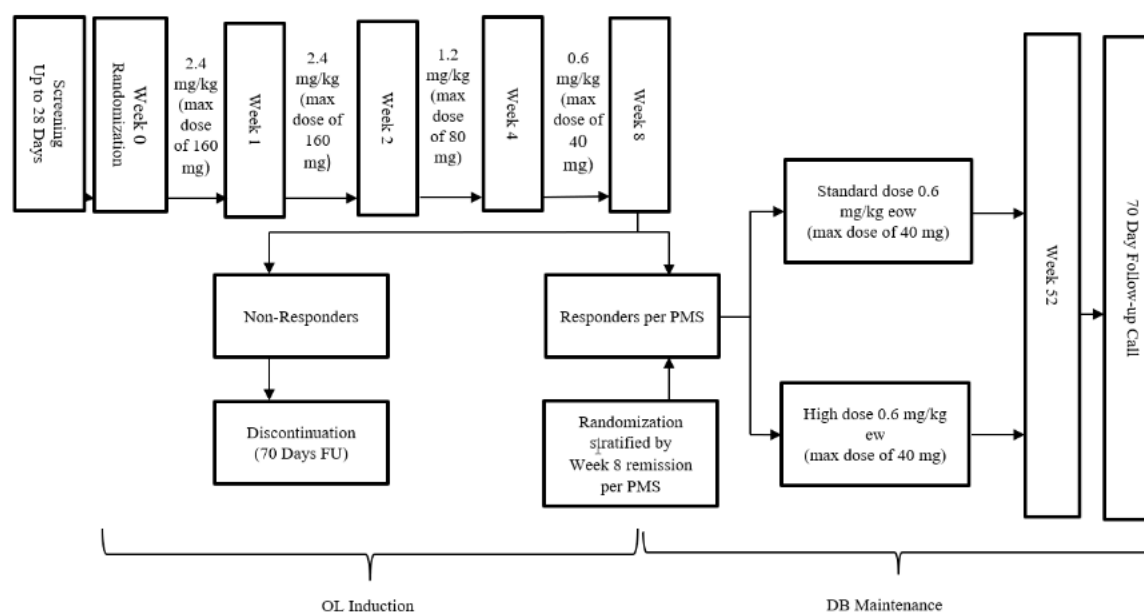 Screening
Up to 28 Days
Week 0
Randomization
2.4
mg/kg
(max
dose
of 160
mg)
Week 1
2.4
mg/kg
(max
dose of
160
mg)
Week 2
1.2
mg/kg
(max
dose
of 80
mg)
Week 4
0.6
mg/kg
(max
dose of
40
mg)
Week 8
Non-Responders
Discontinuation
(70 Days FU)
Responders per PMS
Randomization
stratified by
Week 8 remission
per PMS
Standard dose 0.6
mg/kg eow
(max dose of 40 mg)
High dose 0.6 mg/kg
ew
(max dose of 40 mg)
Week 52
70 Day Follow-up Call
OL Induction
DB Maintenance